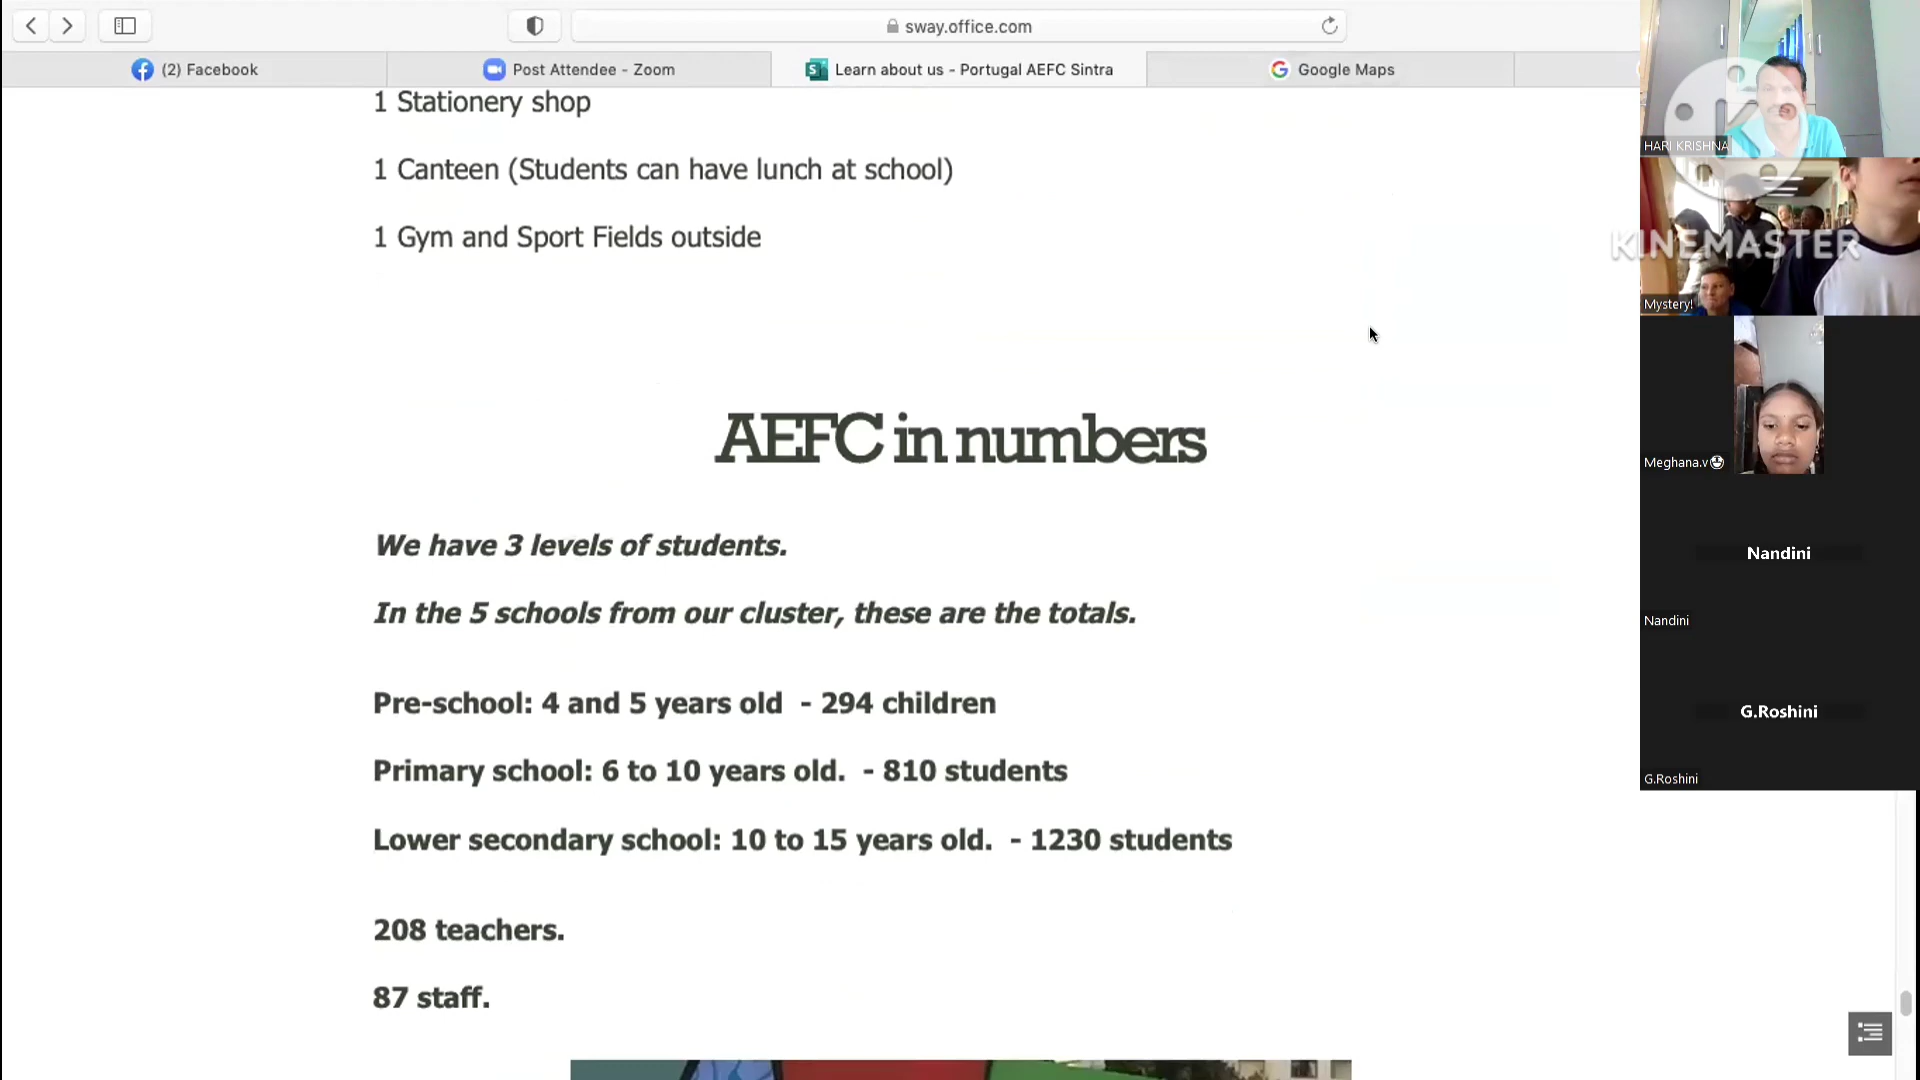 sway.office.com
(2) Facebook
Post Attendee - Zoom
Learn about us - Portugal AEFC Sintra
Google Maps
1 Stationery shop
1 Canteen (Students can have lunch at school)
1 Gym and Sport Fields outside
AEFC in numbers
We have 3 levels of students.
In the 5 schools from our cluster, these are the totals.
Pre-school: 4 and 5 years old - 294 children
Primary school: 6 to 10 years old. - 810 students
Lower secondary school: 10 to 15 years old. - 1230 students
208 teachers.
87 staff.
HARI KRISHNA
KINEMASTER
Mystery!
Meghana.v
Nandini
Nandini
G.Roshini
G.Roshini